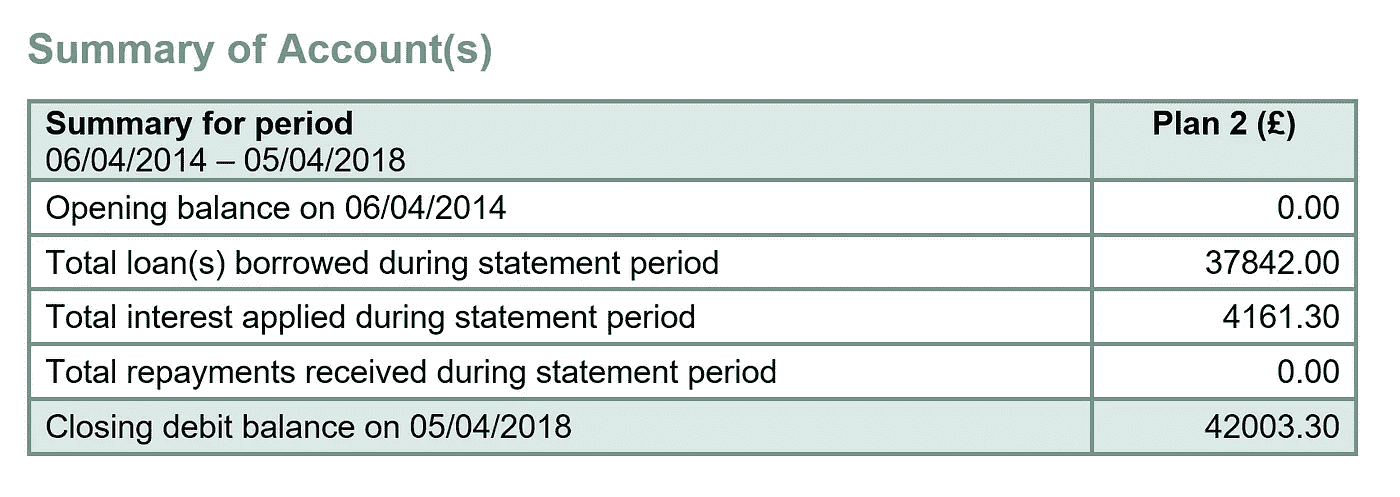 Summary of Account(s)
Summary for period Plan 2 (£)
06/04/2014 – 05/04/2018
Opening balance on 06/04/2014 0.00
Total loan(s) borrowed during statement period 37842.00
Total interest applied during statement period 4161.30
Total repayments received during statement period 0.00
Closing debit balance on 05/04/2018 42003.30